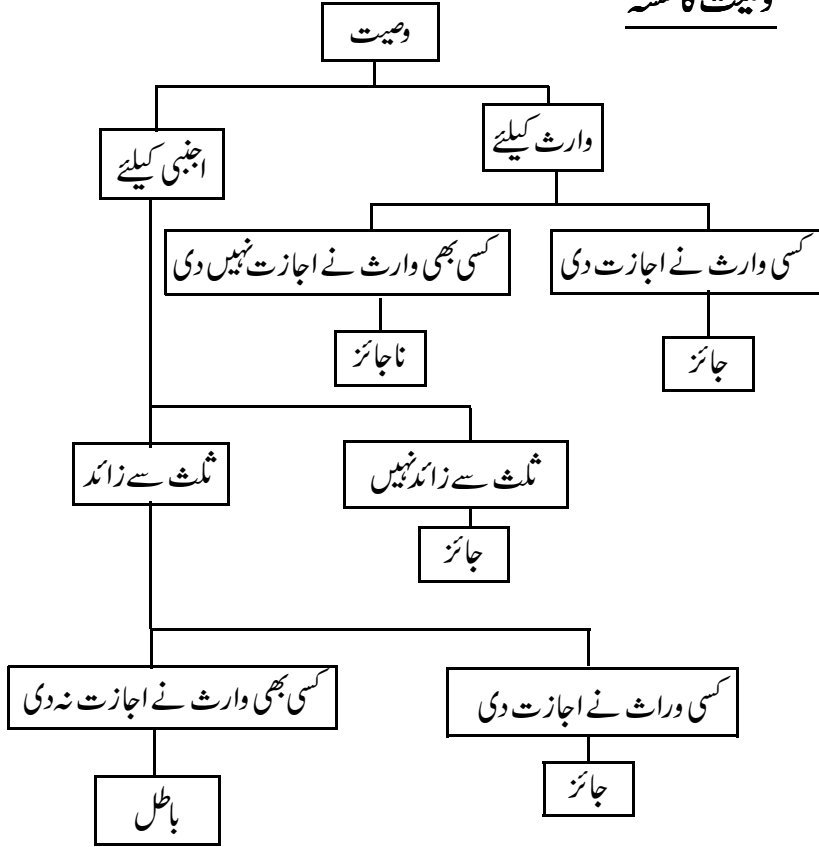 وصیت کا نقشہ
وصیت
وارث کیلئے
اجنبی کیلئے
کسی وارث نے اجازت دی
کسی بھی وارث نے اجازت نہیں دی
جائز
ناجائز
ثلث سے زائد نہیں
ثلث سے زائد
جائز
کسی وراث نے اجازت دی
کسی بھی وارث نے اجازت نہ دی
جائز
باطل